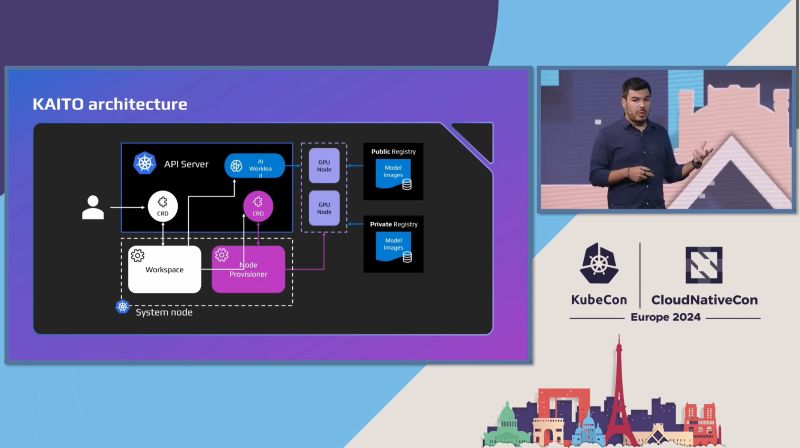 KAITO architecture
API Server
AI
Workloa
d
GPU
Node
GPU
Node
Public Registry
Model
Images
Private Registry
Model
Images
CRD
CRD
Workspace
Node
Provisioner
System node
KubeCon
CloudNativeCon
Europe 2024